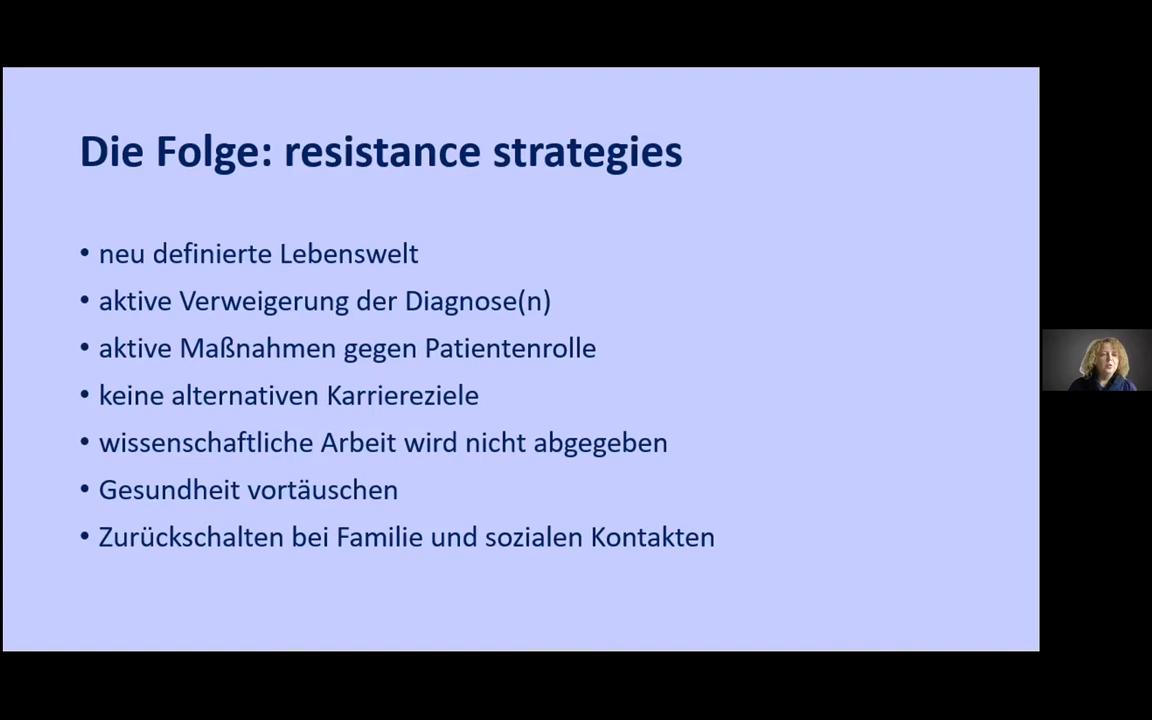 Die Folge: resistance strategies
• neu definierte Lebenswelt
• aktive Verweigerung der Diagnose(n)
• aktive Maßnahmen gegen Patientenrolle
• keine alternativen Karriereziele
• wissenschaftliche Arbeit wird nicht abgegeben
• Gesundheit vortäuschen
• Zurückschalten bei Familie und sozialen Kontakten